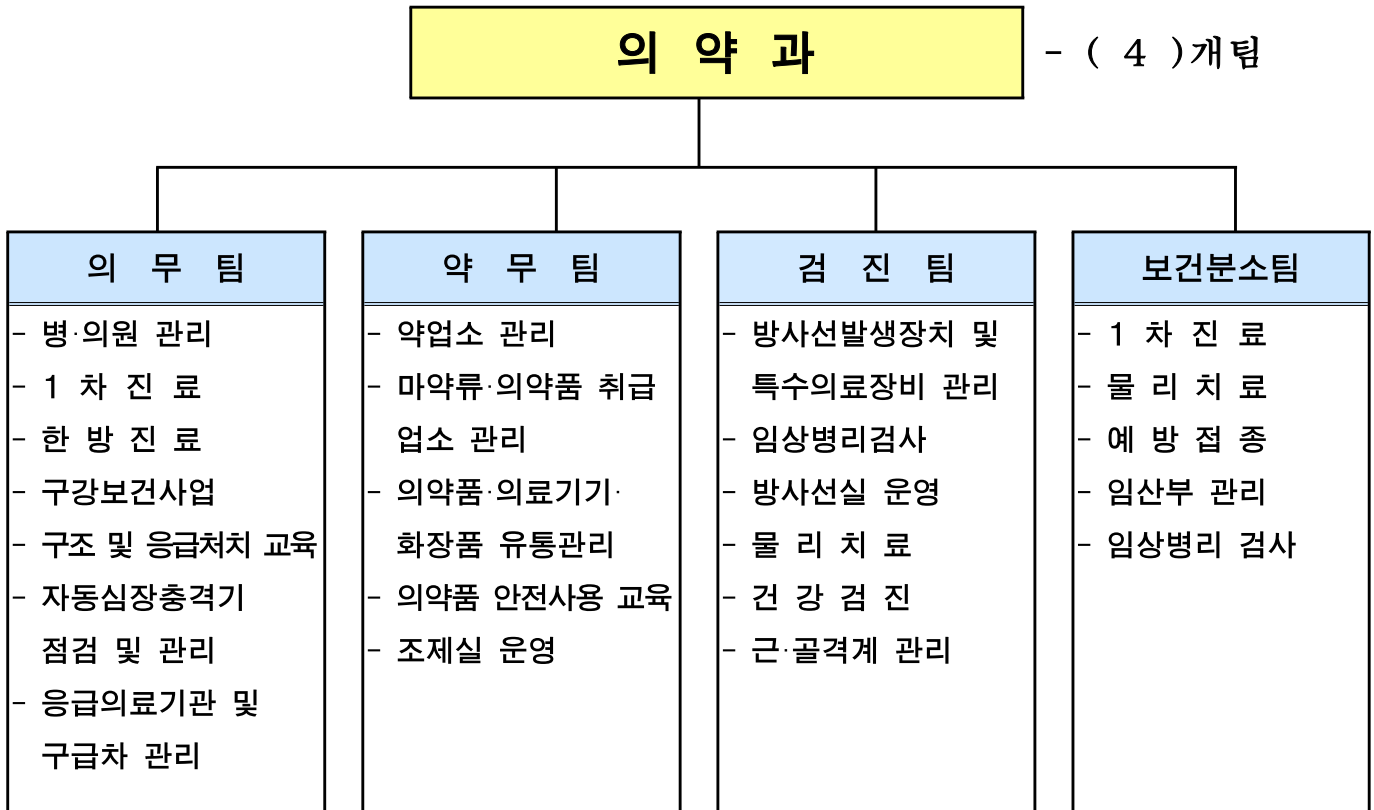 의 약 과
- ( 4 )개팀
의 무 팀
- 병·의원 관리
- 1 차 진 료
- 한 방 진 료
- 구강보건사업
- 구조 및 응급처치 교육
- 자동심장충격기
점검 및 관리
- 응급의료기관 및
구급차 관리
약 무 팀
- 약업소 관리
- 마약류·의약품 취급
업소 관리
- 의약품·의료기기·
화장품 유통관리
- 의약품 안전사용 교육
- 조제실 운영
검 진 팀
- 방사선발생장치 및
특수의료장비 관리
- 임상병리검사
- 방사선실 운영
- 물 리 치 료
- 건 강 검 진
- 근·골격계 관리
보건분소팀
- 1 차 진 료
- 물 리 치 료
- 예 방 접 종
- 임산부 관리
- 임상병리 검사